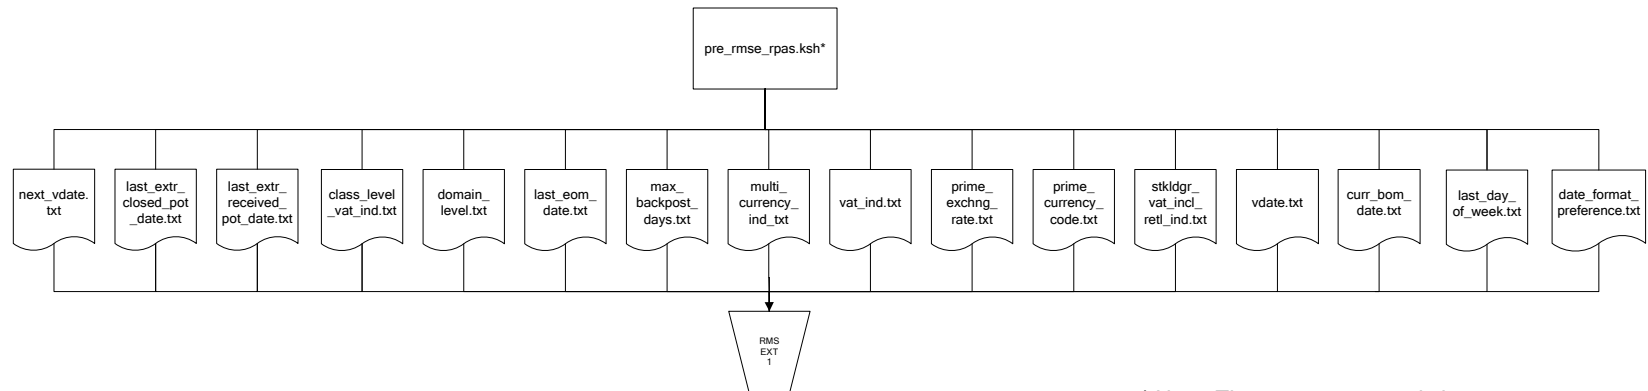 pre_rmse_rpas.ksh*
next_vdate.
txt
last_extr_
closed_pot
_date.txt
last_extr_
received_
pot_date.txt
class_level
_vat_ind.txt
domain_
level.txt
last_eom_
date.txt
max_
backpost_
days.txt
multi_
currency_
ind_txt
vat_ind.txt
prime_
exchng_
rate.txt
prime_
currency_
code.txt
stkldgr_
vat_incl_
retl_ind.txt
vdate.txt
curr_bom_
date.txt
last_day_
of_week.txt
date_format_
preference.txt
RMS
EXT
1